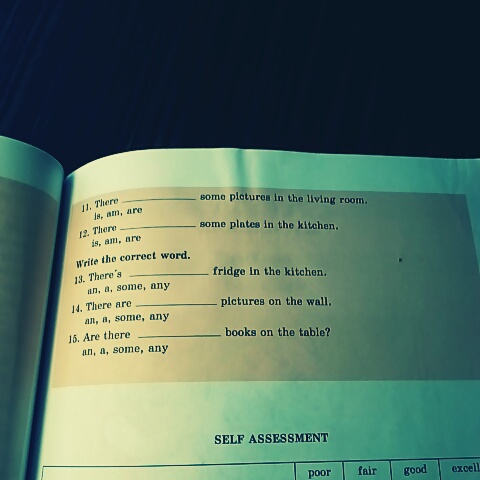 11. There ____________ some pictures in the living room.
is, am, are
12. There ____________ some plates in the kitchen.
is, am, are
Write the correct word.
13. There's ____________ fridge in the kitchen.
an, a, some, any
14. There are ____________ pictures on the wall.
an, a, some, any
15. Are there ____________ books on the table?
an, a, some, any
SELF ASSESSMENT
poor fair good